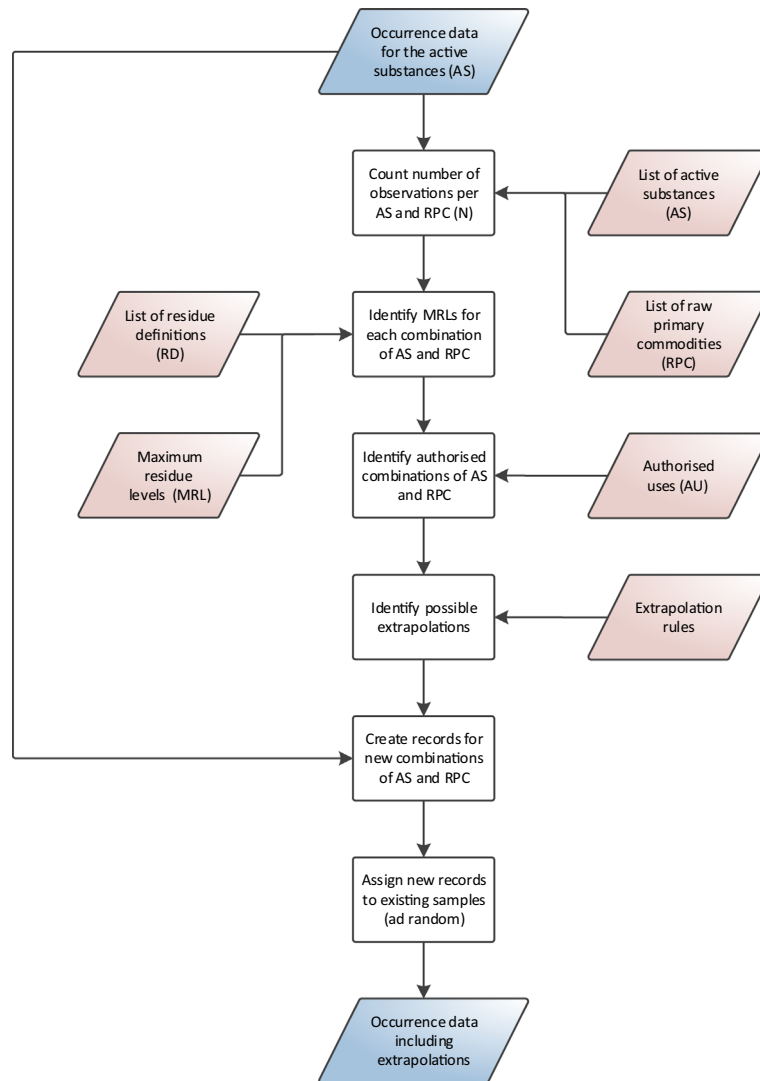 Occurrence data
for the active
substances (AS)
Count number of
observations per
AS and RPC (N)
List of active
substances
(AS)
List of residue
definitions
(RD)
Identify MRLs for
each combination
of AS and RPC
List of raw
primary
commodities
(RPC)
Maximum
residue
levels (MRL)
Identify authorised
combinations of AS
and RPC
Authorised
uses (AU)
Identify possible
extrapolations
Extrapolation
rules
Create records for
new combinations
of AS and RPC
Assign new records
to existing samples
(ad random)
Occurrence data
including
extrapolations